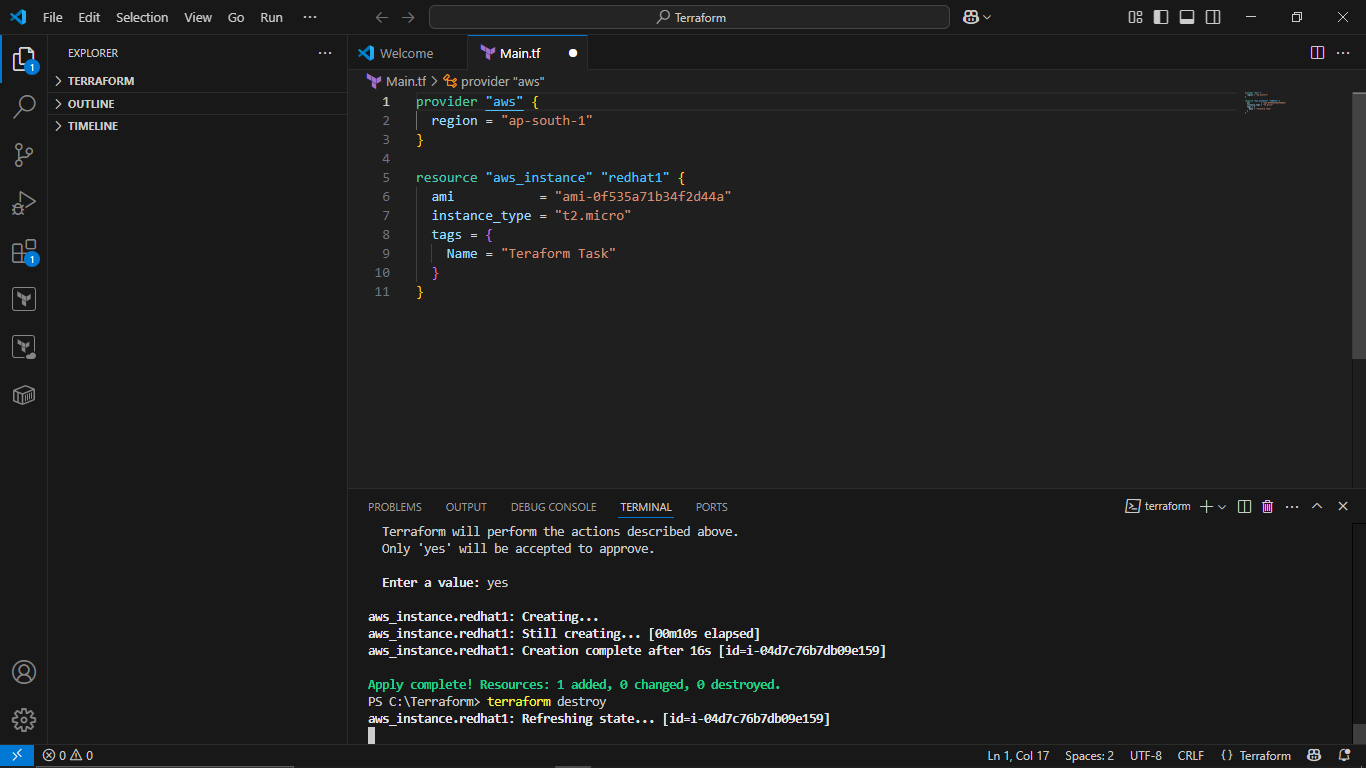 File Edit Selection View Go Run ···
Terraform
EXPLORER ···
TERRAFORM
OUTLINE
TIMELINE
1
1
Welcome
Main.tf
···
Main.tf > provider "aws"
1 provider "aws" {
2 region = "ap-south-1"
3 }
4
5 resource "aws_instance" "redhat1" {
6 ami = "ami-0f535a71b34f2d44a"
7 instance_type = "t2.micro"
8 tags = {
9 Name = "Teraform Task"
10 }
11 }
PROBLEMS OUTPUT DEBUG CONSOLE TERMINAL PORTS
terraform
···
Terraform will perform the actions described above.
Only 'yes' will be accepted to approve.
Enter a value: yes
aws_instance.redhat1: Creating...
aws_instance.redhat1: Still creating... [00m10s elapsed]
aws_instance.redhat1: Creation complete after 16s [id=i-04d7c76b7db09e159]
Apply complete! Resources: 1 added, 0 changed, 0 destroyed.
PS C:\Terraform> terraform destroy
aws_instance.redhat1: Refreshing state... [id=i-04d7c76b7db09e159]
0 0
Ln 1, Col 17 Spaces: 2 UTF-8 CRLF {} Terraform